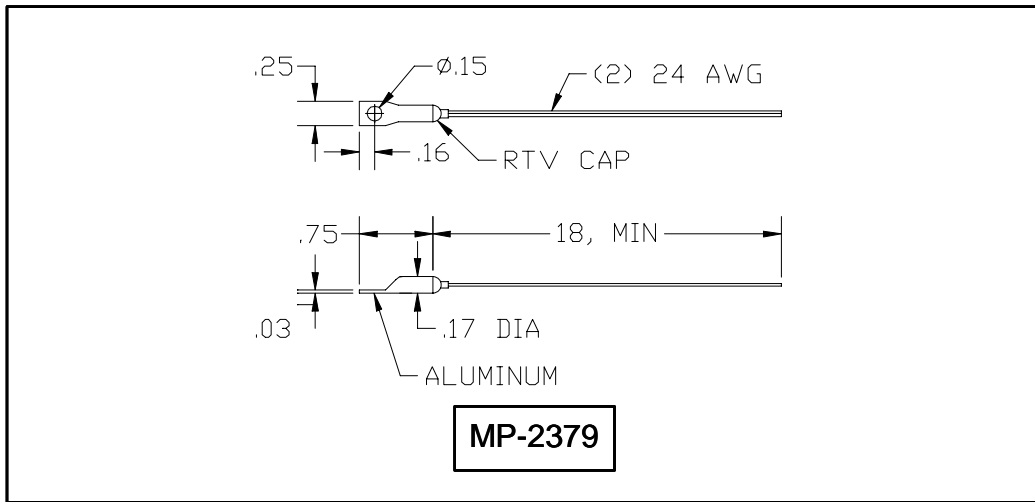 .25
Ø.15
(2) 24 AWG
.16
RTV CAP
.75
18, MIN
.03
.17 DIA
ALUMINUM
MP-2379